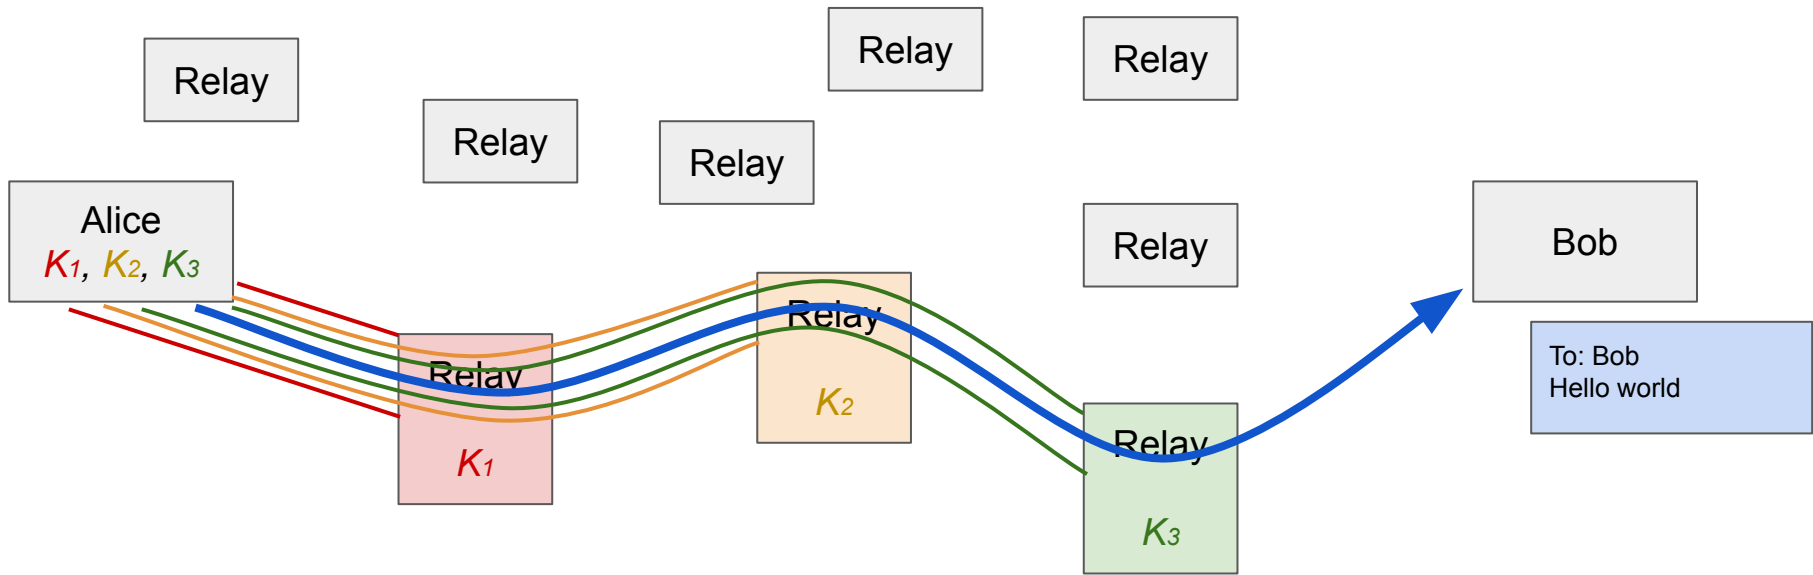 Relay
Relay
Relay
Relay
Relay
Relay
Alice
K1, K2, K3
Relay
K1
Relay
K2
Relay
K3
Bob
To: Bob
Hello world